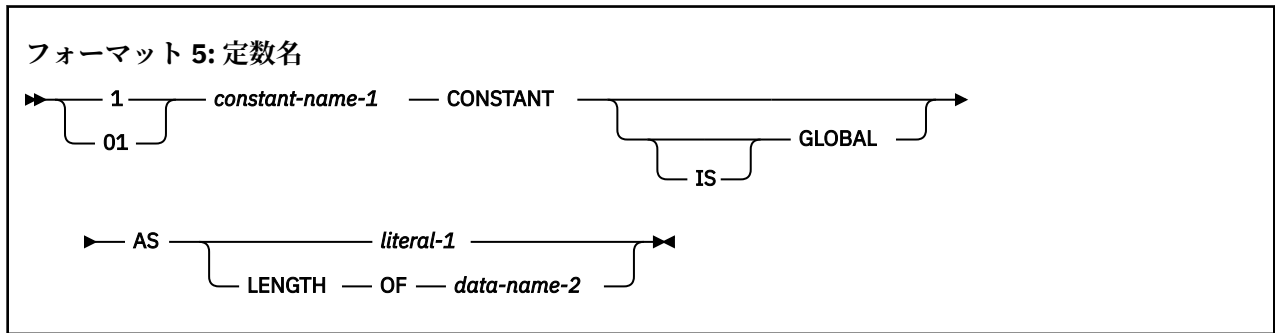 フォーマット 5: 定数名
1 constant-name-1 CONSTANT
01
GLOBAL
IS
AS literal-1
LENGTH OF data-name-2